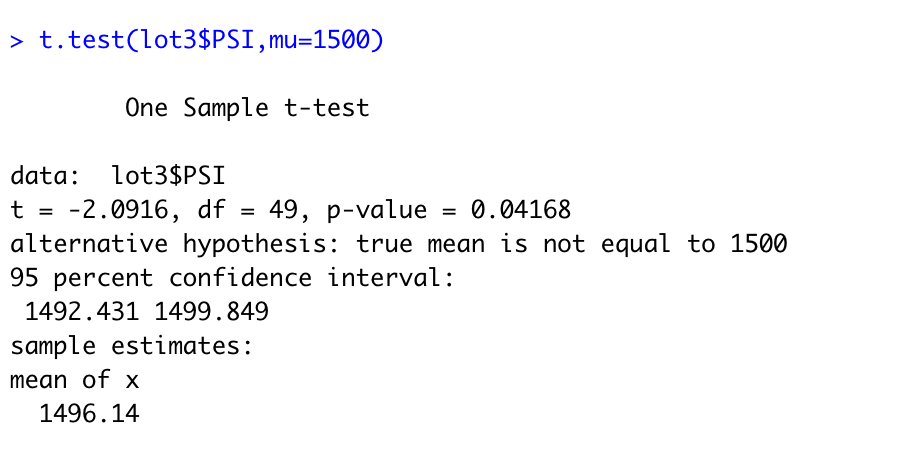 > t.test(lot3$PSI,mu=1500)
One Sample t-test
data:  lot3$PSI
t = -2.0916, df = 49, p-value = 0.04168
alternative hypothesis: true mean is not equal to 1500
95 percent confidence interval:
 1492.431 1499.849
sample estimates:
mean of x
  1496.14